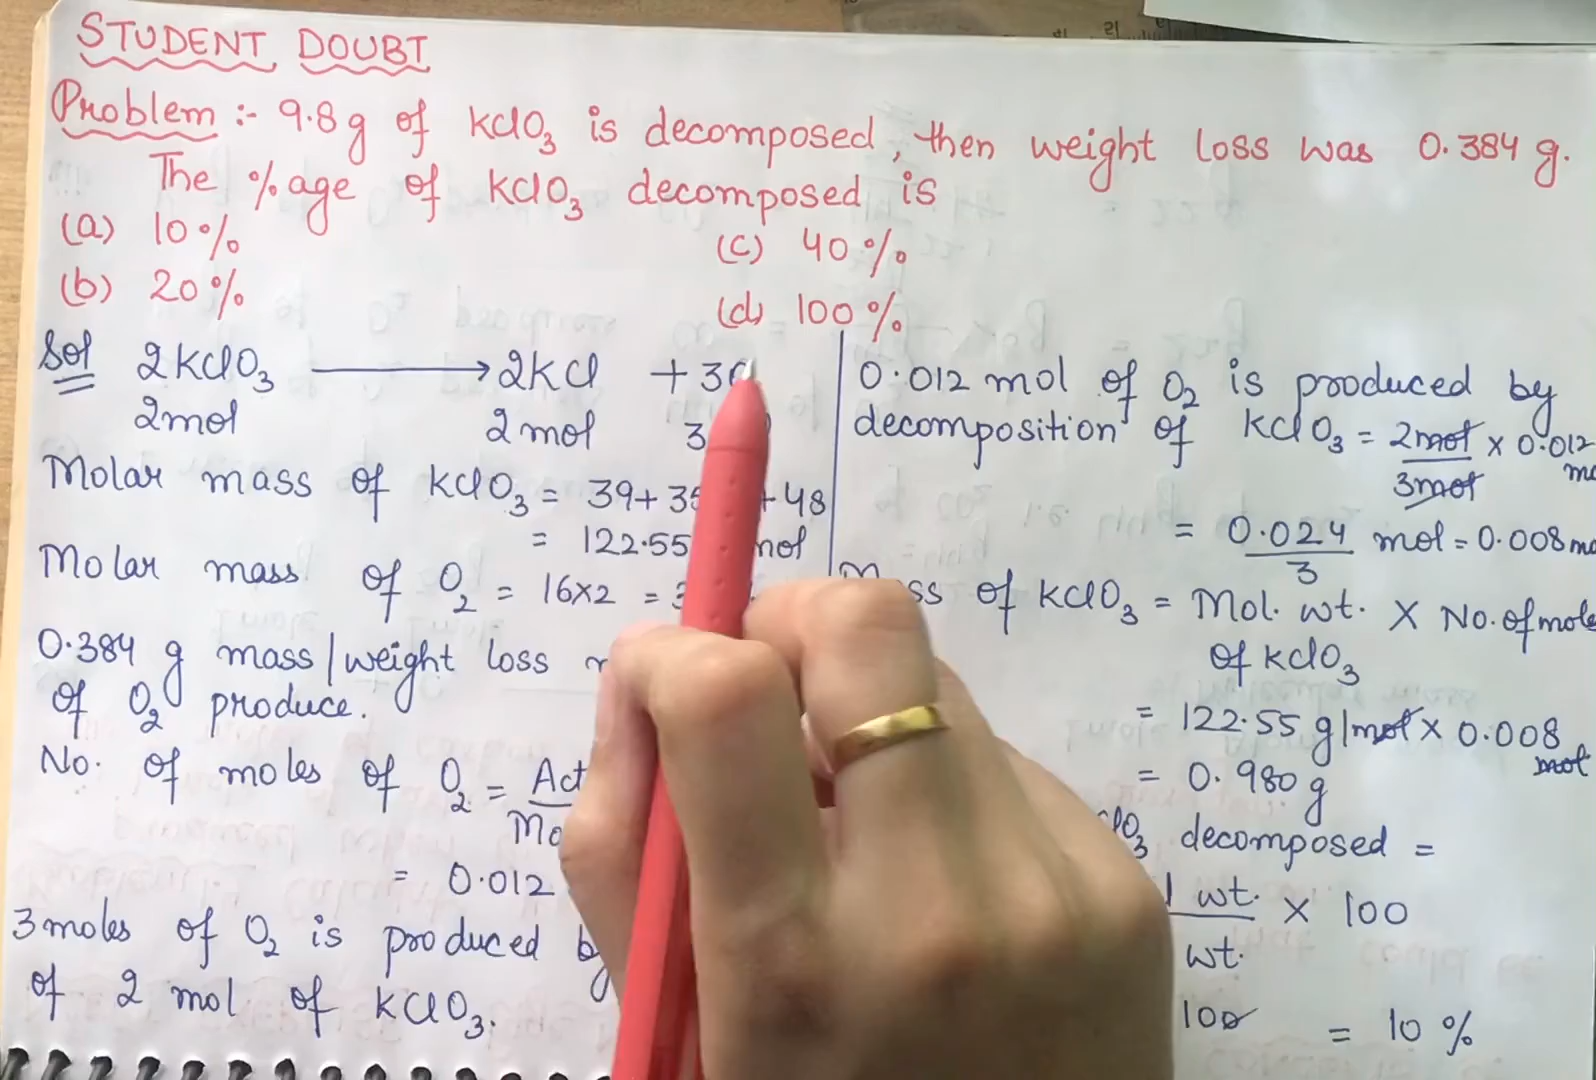 STUDENT DOUBT
Problem :- 9.8 g of KClO3 is decomposed, then weight loss was 0.384 g.
The %age of KClO3 decomposed is
(a) 10% (c) 40%
(b) 20% (d) 100%
Sol 2KClO3 → 2KCl + 3
2mol 2mol 3
Molar mass of KClO3 = 39+35 +48
= 122.55 mol
Molar mass of O2 = 16×2 = 3
0.384 g mass/weight loss
of O2 produce.
No. of moles of O2 =
= 0.012
3 moles of O2 is produced
of 2 mol of KClO3.
0.012 mol of O2 is produced by
decomposition of KClO3 = 2mol/3mol × 0.012
= 0.024/3 mol = 0.008
of KClO3 = Mol. wt. × No. of mole
of KClO3
= 122.55 g/mol × 0.008 mol
= 0.980 g
decomposed =
wt. × 100
wt.
100 = 10%